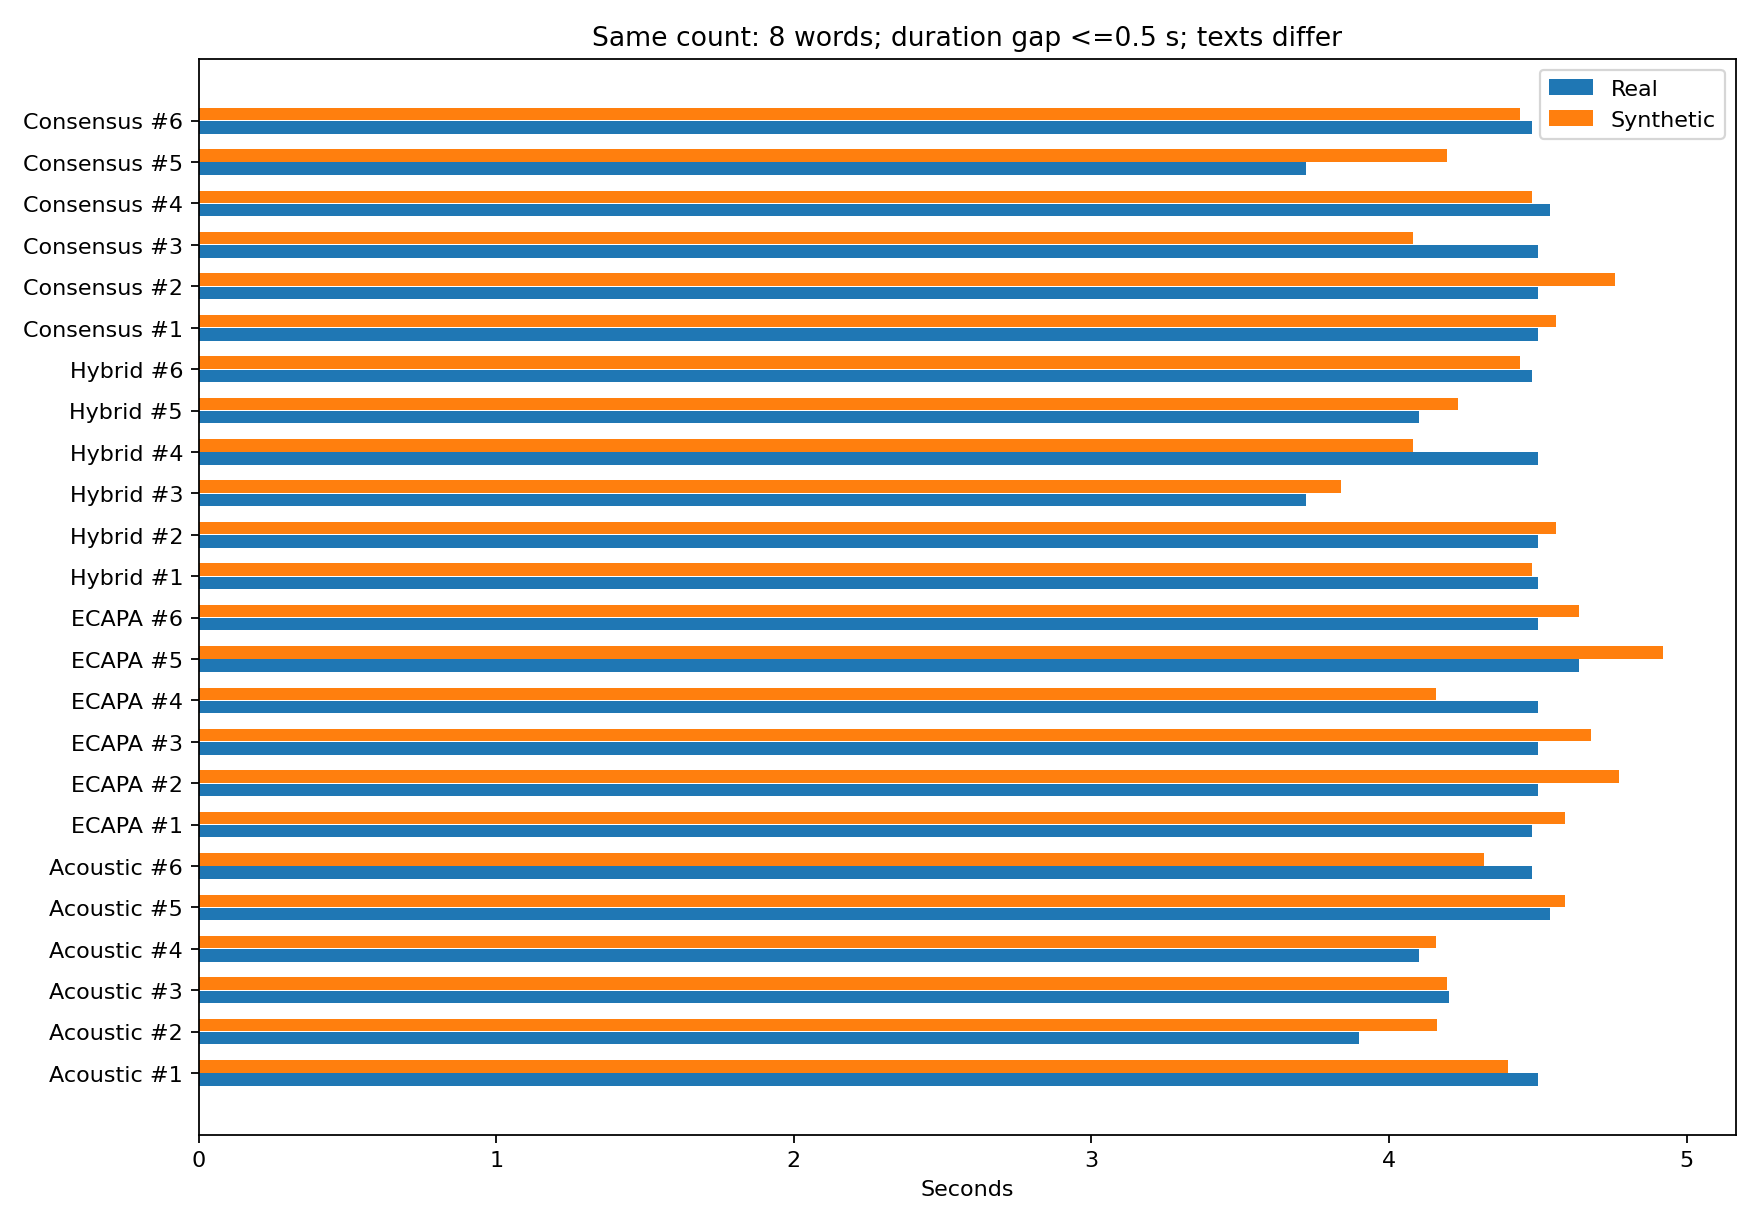 Same count: 8 words; duration gap <=0.5 s; texts differ
Real
Synthetic
Consensus #6
Consensus #5
Consensus #4
Consensus #3
Consensus #2
Consensus #1
Hybrid #6
Hybrid #5
Hybrid #4
Hybrid #3
Hybrid #2
Hybrid #1
ECAPA #6
ECAPA #5
ECAPA #4
ECAPA #3
ECAPA #2
ECAPA #1
Acoustic #6
Acoustic #5
Acoustic #4
Acoustic #3
Acoustic #2
Acoustic #1
0 1 2 3 4 5
Seconds